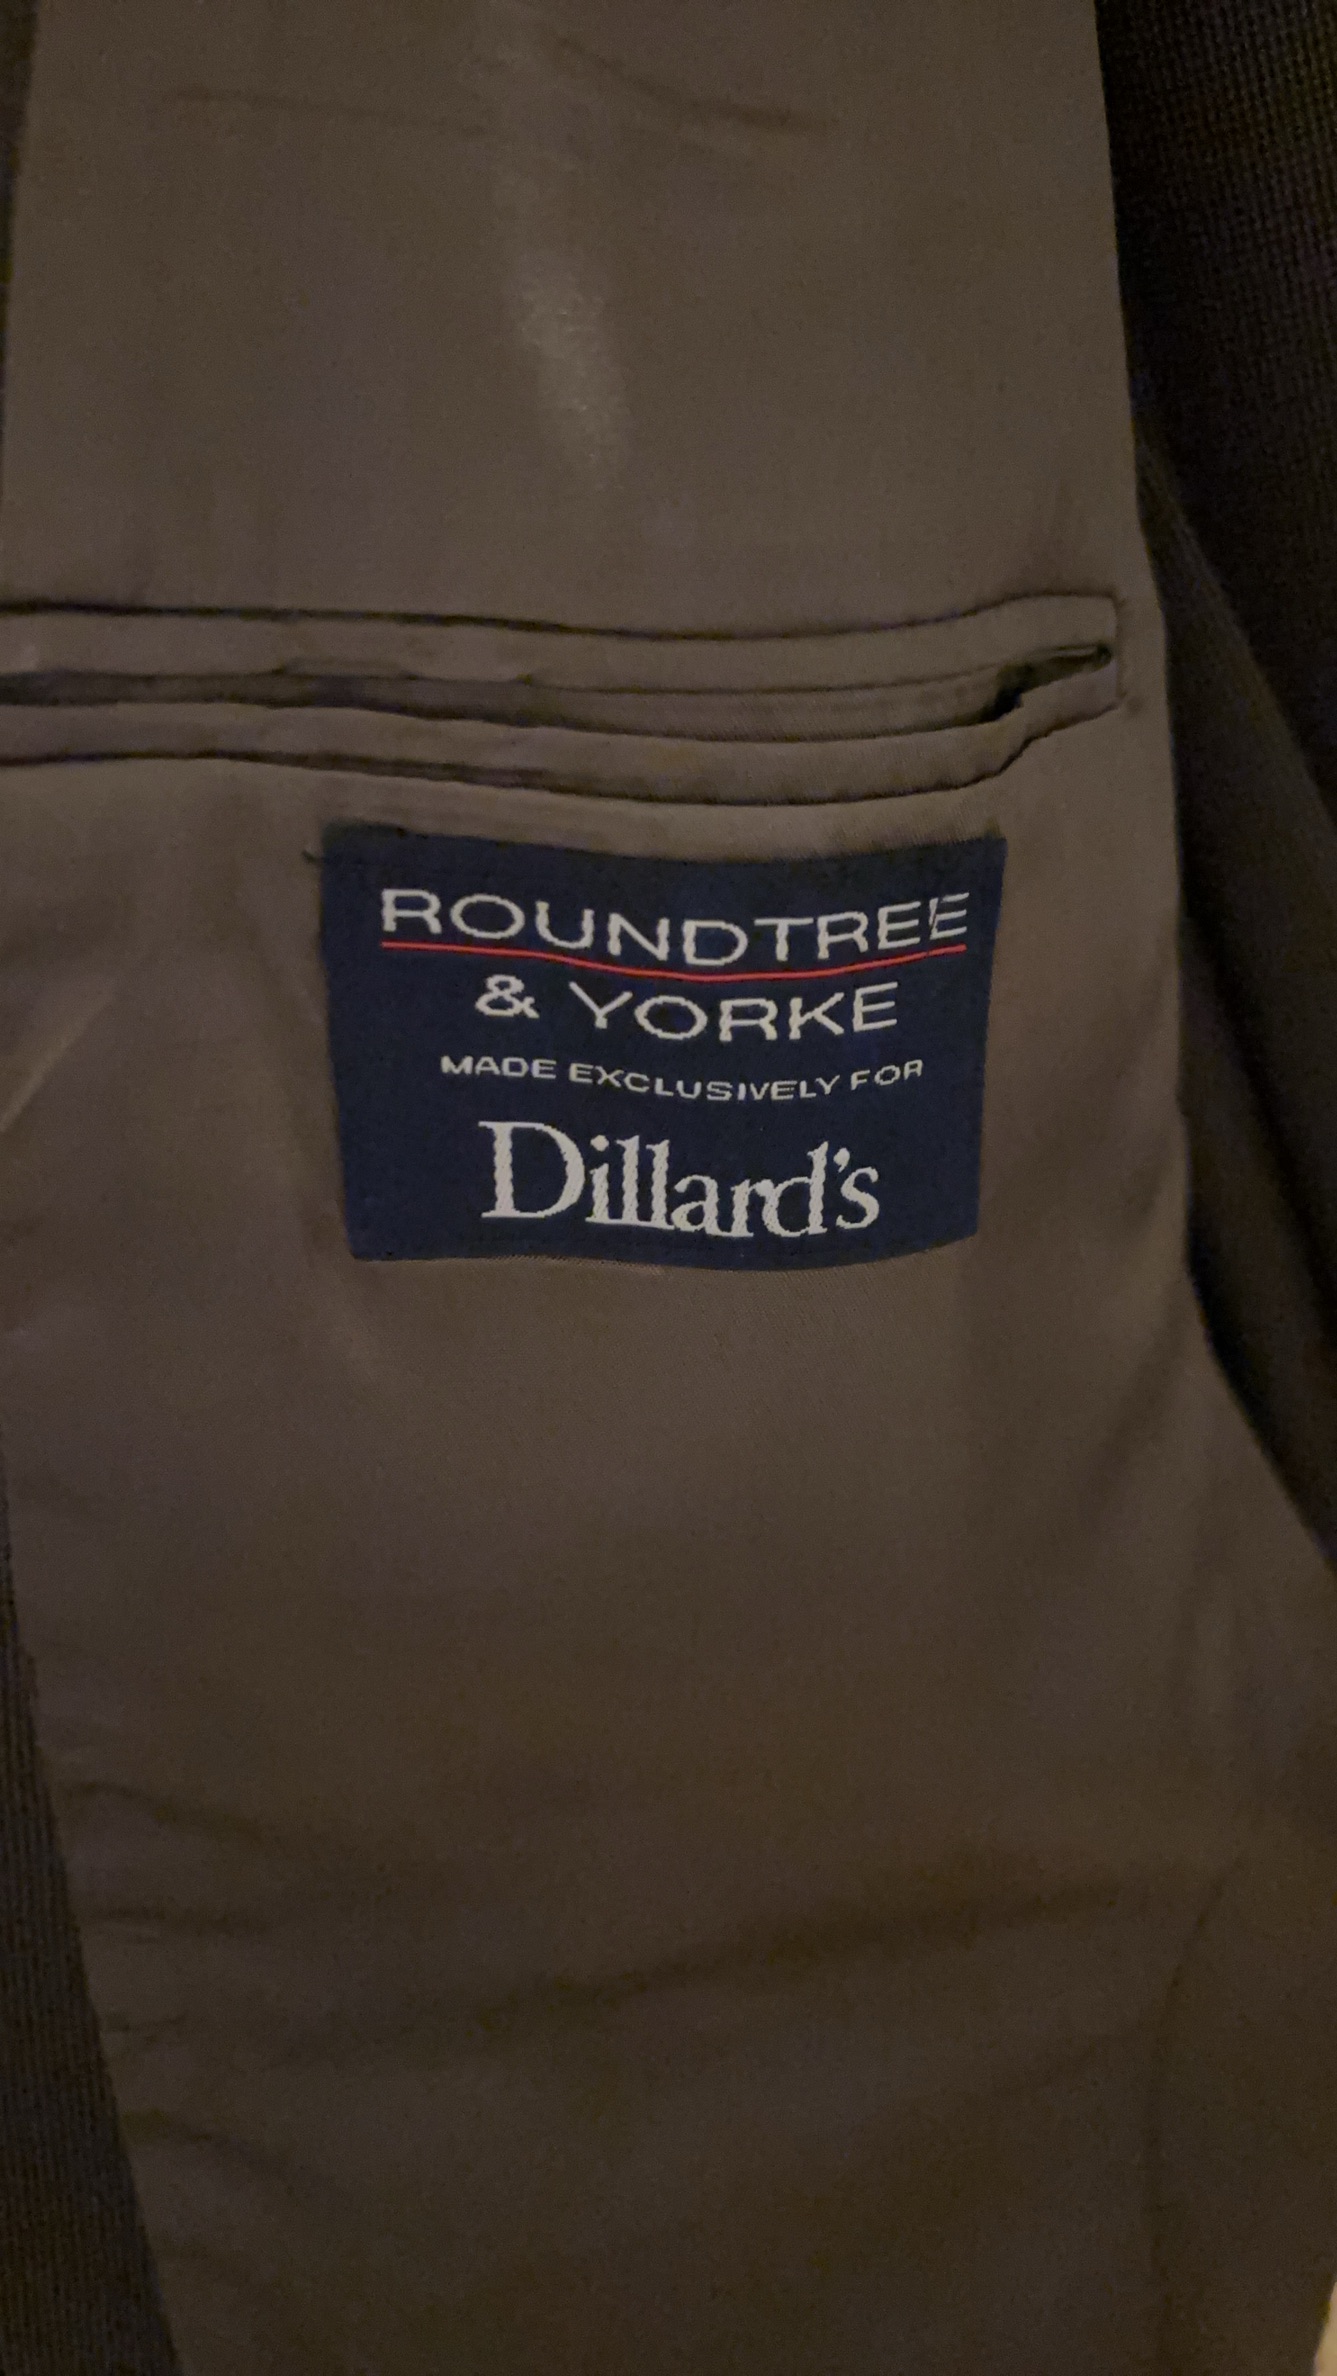 ROUNDTREE
& YORKE
MADE EXCLUSIVELY FOR
Dillard's